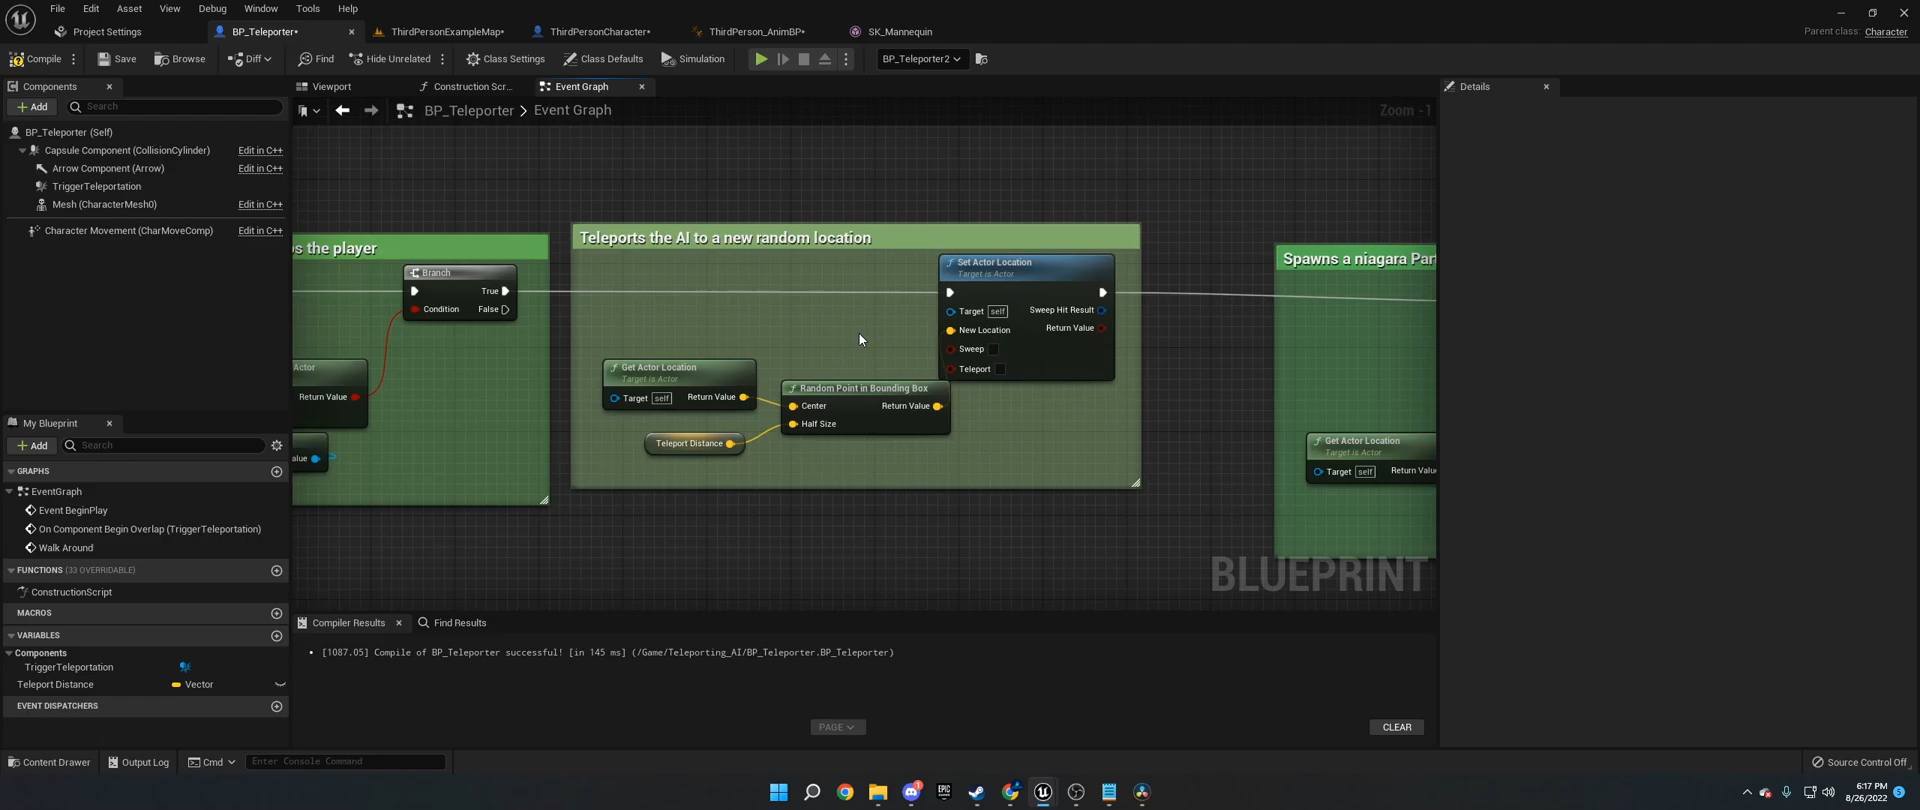 File Edit Asset View Debug Window Tools Help
Project Settings BP_Teleporter* ThirdPersonExampleMap* ThirdPersonCharacter* ThirdPerson_AnimBP* SK_Mannequin Parent class: Character
Compile Save Browse Diff Find Hide Unrelated Class Settings Class Defaults Simulation BP_Teleporter2
Components Viewport Construction Scr... Event Graph Details
Add Search BP_Teleporter > Event Graph Zoom -1
BP_Teleporter (Self)
Capsule Component (CollisionCylinder) Edit in C++
Arrow Component (Arrow) Edit in C++
TriggerTeleportation
Mesh (CharacterMesh0) Edit in C++
Character Movement (CharMoveComp) Edit in C++
s the player
Branch
True
Condition False
Actor
Return Value
alue
Teleports the AI to a new random location
Set Actor Location
Target is Actor
Target self Sweep Hit Result
New Location Return Value
Sweep
Teleport
Get Actor Location
Target is Actor
Target self Return Value
Random Point in Bounding Box
Center Return Value
Half Size
Teleport Distance
Spawns a niagara Par
Get Actor Location
Target is Actor
Target self Return Valu
BLUEPRINT
My Blueprint
Add Search
GRAPHS
EventGraph
Event BeginPlay
On Component Begin Overlap (TriggerTeleportation)
Walk Around
FUNCTIONS (33 OVERRIDABLE)
ConstructionScript
MACROS
VARIABLES
Components
TriggerTeleportation
Teleport Distance Vector
EVENT DISPATCHERS
Compiler Results Find Results
[1087.05] Compile of BP_Teleporter successful! [in 145 ms] (/Game/Teleporting_AI/BP_Teleporter.BP_Teleporter)
PAGE CLEAR
Content Drawer Output Log Cmd Enter Console Command Source Control Off
EPIC
GAMES
1
6:17 PM
8/26/2022
5